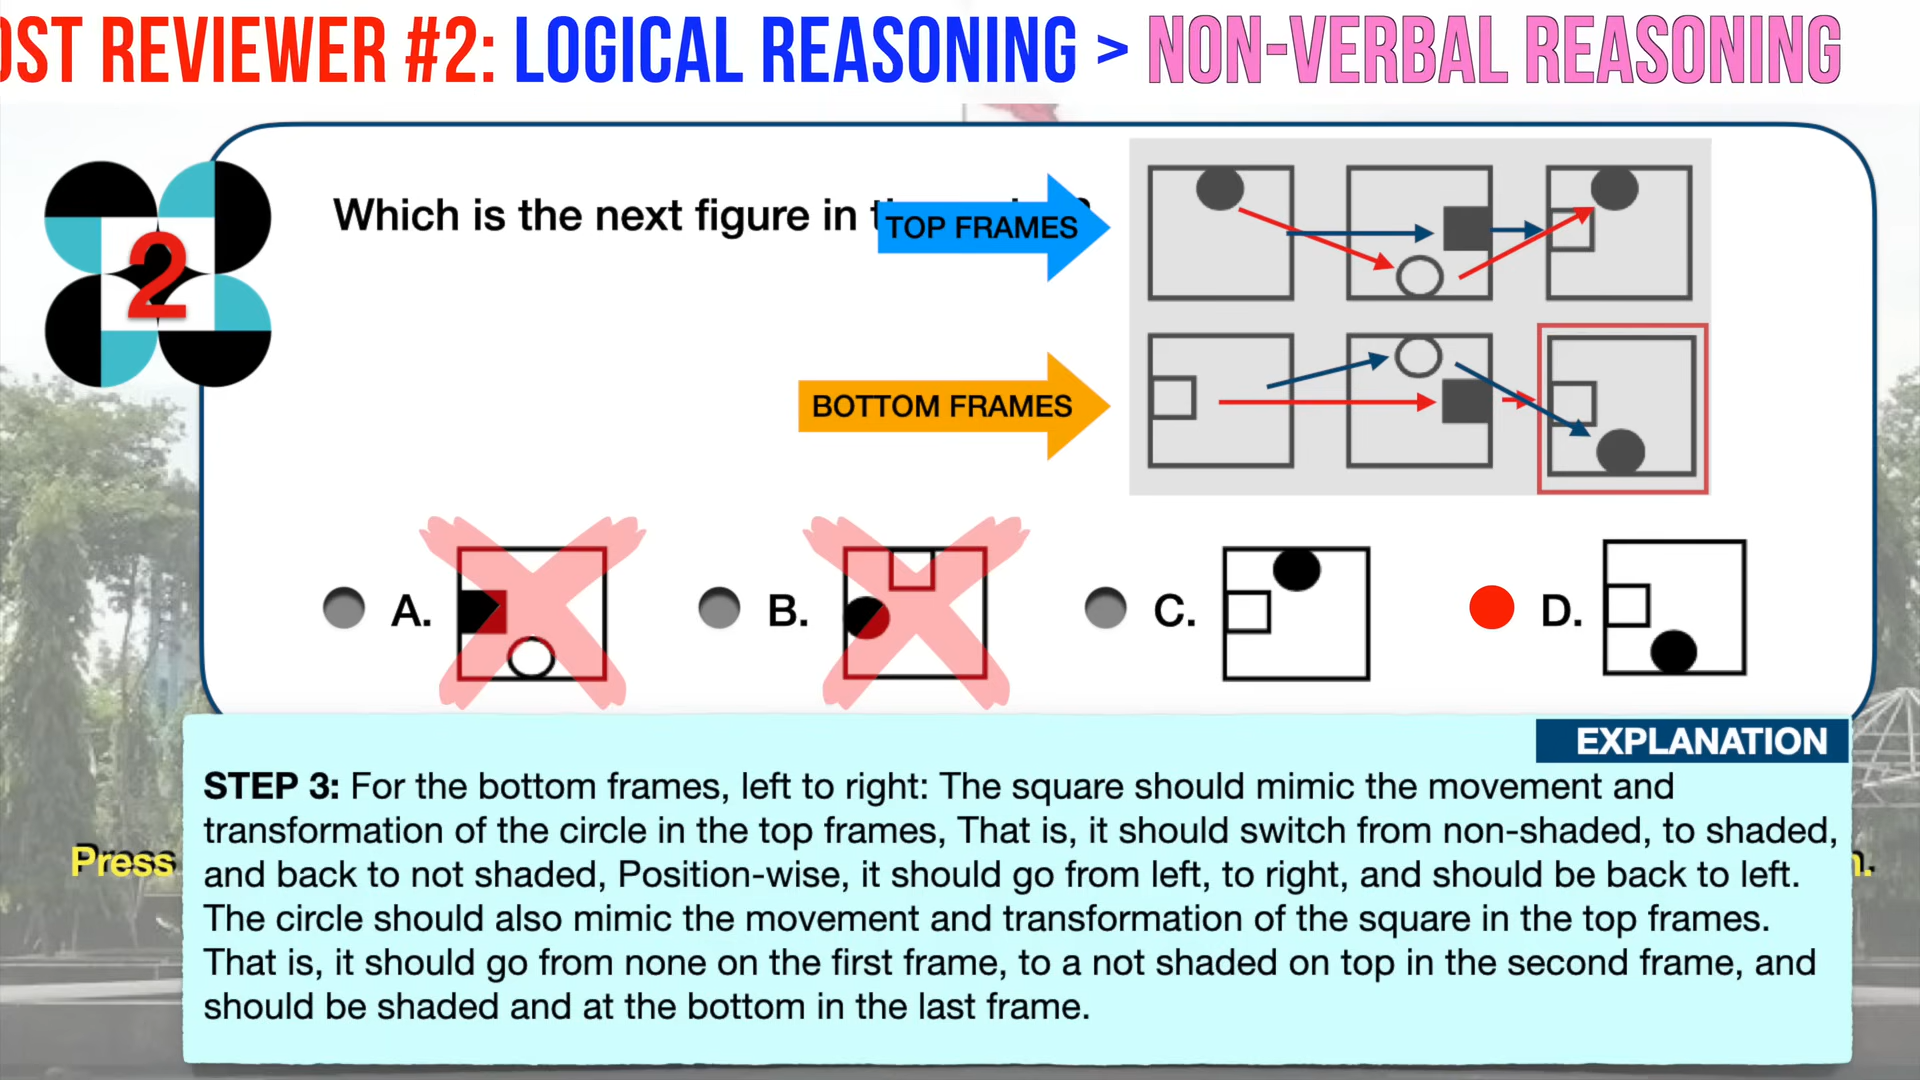 OST REVIEWER #2: LOGICAL REASONING > NON-VERBAL REASONING
2
Which is the next figure in
TOP FRAMES
BOTTOM FRAMES
A.
B.
C.
D.
EXPLANATION
STEP 3: For the bottom frames, left to right: The square should mimic the movement and
transformation of the circle in the top frames, That is, it should switch from non-shaded, to shaded,
and back to not shaded, Position-wise, it should go from left, to right, and should be back to left.
The circle should also mimic the movement and transformation of the square in the top frames.
That is, it should go from none on the first frame, to a not shaded on top in the second frame, and
should be shaded and at the bottom in the last frame.
Press